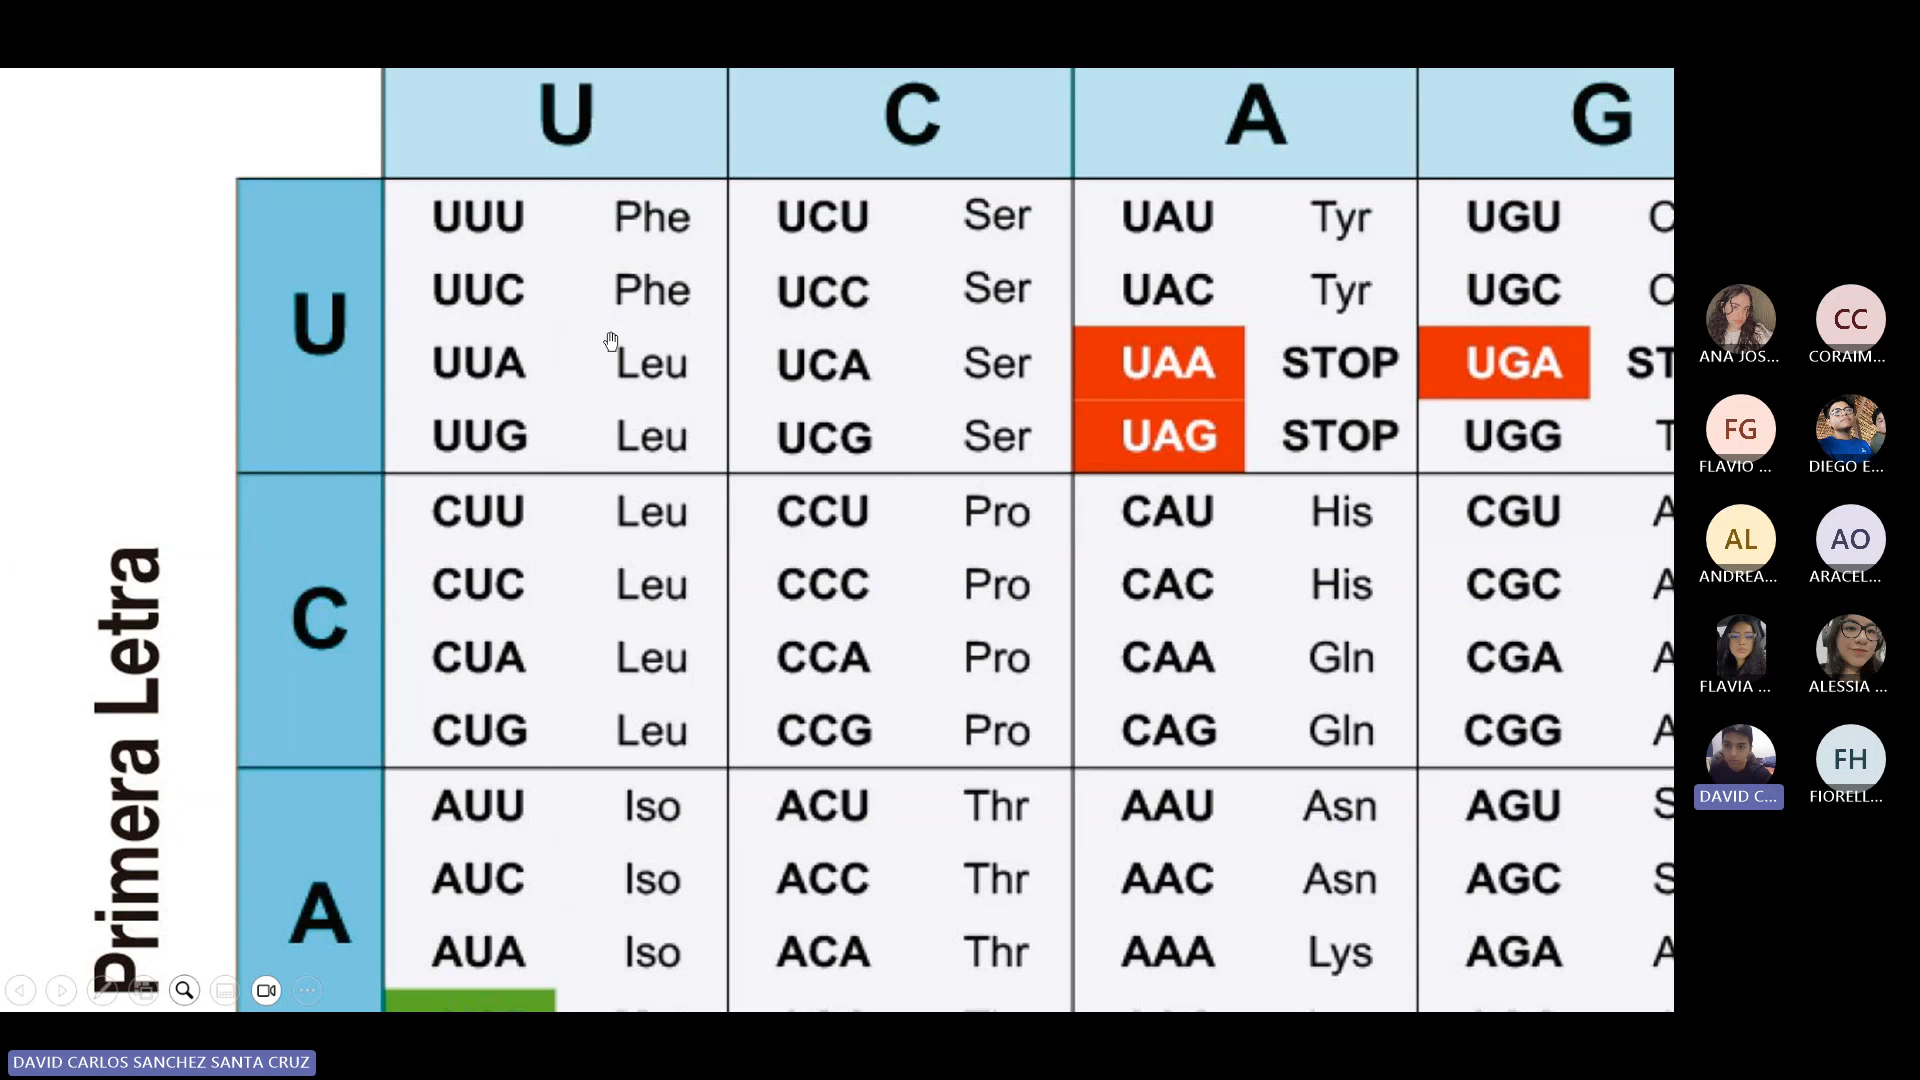 U C A G
U
UUU Phe UCU Ser UAU Tyr UGU C
UUC Phe UCC Ser UAC Tyr UGC C
UUA Leu UCA Ser UAA STOP UGA ST
UUG Leu UCG Ser UAG STOP UGG T
C
CUU Leu CCU Pro CAU His CGU A
CUC Leu CCC Pro CAC His CGC A
CUA Leu CCA Pro CAA Gln CGA A
CUG Leu CCG Pro CAG Gln CGG A
A
AUU Iso ACU Thr AAU Asn AGU S
AUC Iso ACC Thr AAC Asn AGC S
AUA Iso ACA Thr AAA Lys AGA A
Primera Letra
CC
ANA JOS... CORAIM...
FG
FLAVIO ... DIEGO E...
AL AO
ANDREA... ARACEL...
FLAVIA ... ALESSIA ...
FH
DAVID C... FIORELL...
DAVID CARLOS SANCHEZ SANTA CRUZ